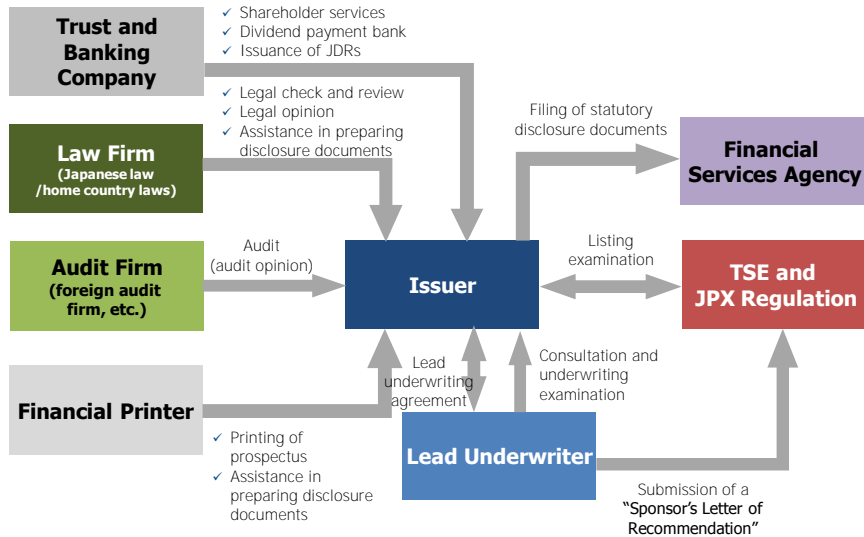 Trust and
Banking
Company
✓ Shareholder services
✓ Dividend payment bank
✓ Issuance of JDRs
✓ Legal check and review
✓ Legal opinion
✓ Assistance in preparing
disclosure documents
Law Firm
(Japanese law
/home country laws)
Filing of statutory
disclosure documents
Financial
Services Agency
Audit Firm
(foreign audit
firm, etc.)
Audit
(audit opinion)
Issuer
Listing
examination
TSE and
JPX Regulation
Financial Printer
✓ Printing of
prospectus
✓ Assistance in
preparing disclosure
documents
Lead
underwriting
agreement
Consultation and
underwriting
examination
Lead Underwriter
Submission of a
“Sponsor’s Letter of
Recommendation”